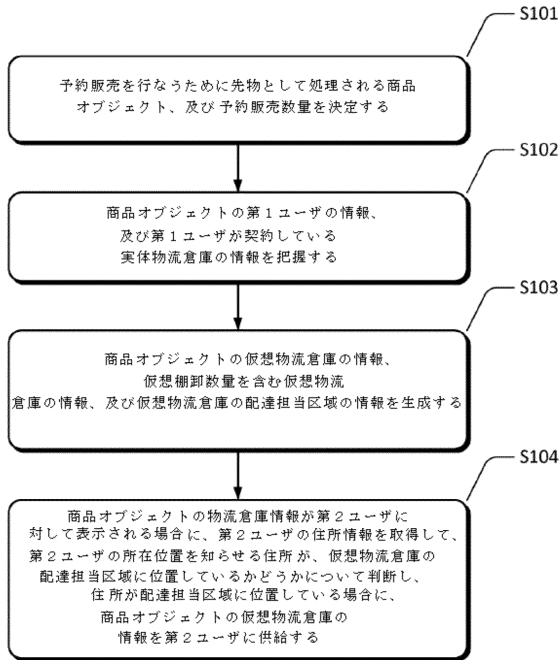 S101
予約販売を行なうために先物として処理される商品
オブジェクト、及び予約販売数量を決定する
S102
商品オブジェクトの第１ユーザの情報、
及び第１ユーザが契約している
実体物流倉庫の情報を把握する
S103
商品オブジェクトの仮想物流倉庫の情報、
仮想棚卸数量を含む仮想物流
倉庫の情報、及び仮想物流倉庫の配達担当区域の情報を生成する
S104
商品オブジェクトの物流倉庫情報が第２ユーザに
対して表示される場合に、第２ユーザの住所情報を取得して、
第２ユーザの所在位置を知らせる住所が、仮想物流倉庫の
配達担当区域に位置しているかどうかについて判断し、
住所が配達担当区域に位置している場合に、
商品オブジェクトの仮想物流倉庫の
情報を第２ユーザに供給する